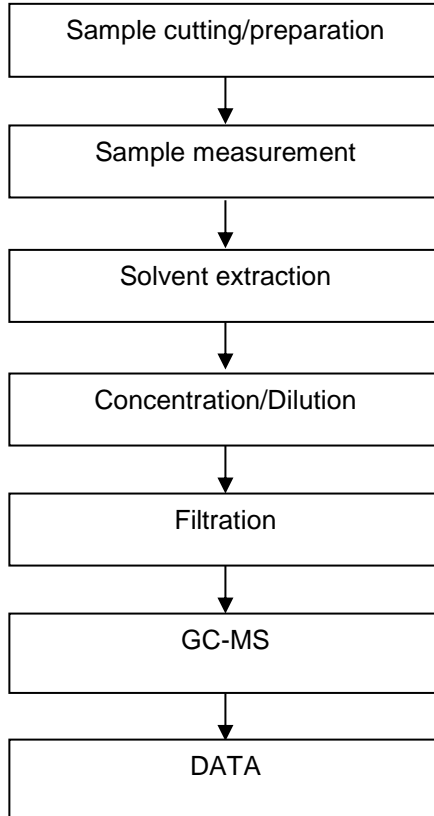 Sample cutting/preparation
Sample measurement
Solvent extraction
Concentration/Dilution
Filtration
GC-MS
DATA